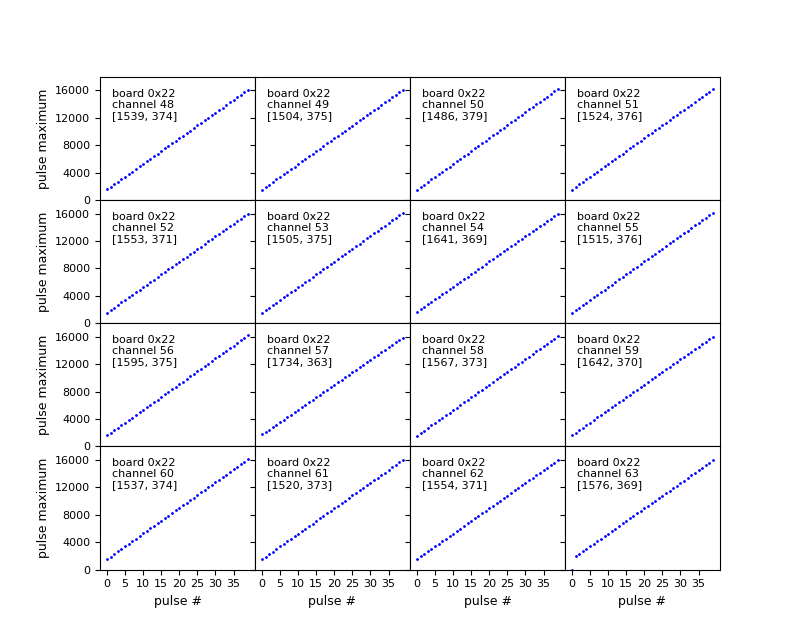 16000
12000
8000
4000
0
pulse maximum
board 0x22
channel 48
[1539, 374]
board 0x22
channel 49
[1504, 375]
board 0x22
channel 50
[1486, 379]
board 0x22
channel 51
[1524, 376]
16000
12000
8000
4000
0
pulse maximum
board 0x22
channel 52
[1553, 371]
board 0x22
channel 53
[1505, 375]
board 0x22
channel 54
[1641, 369]
board 0x22
channel 55
[1515, 376]
16000
12000
8000
4000
0
pulse maximum
board 0x22
channel 56
[1595, 375]
board 0x22
channel 57
[1734, 363]
board 0x22
channel 58
[1567, 373]
board 0x22
channel 59
[1642, 370]
16000
12000
8000
4000
0
pulse maximum
board 0x22
channel 60
[1537, 374]
board 0x22
channel 61
[1520, 373]
board 0x22
channel 62
[1554, 371]
board 0x22
channel 63
[1576, 369]
0 5 10 15 20 25 30 35
0 5 10 15 20 25 30 35
0 5 10 15 20 25 30 35
0 5 10 15 20 25 30 35
pulse #
pulse #
pulse #
pulse #